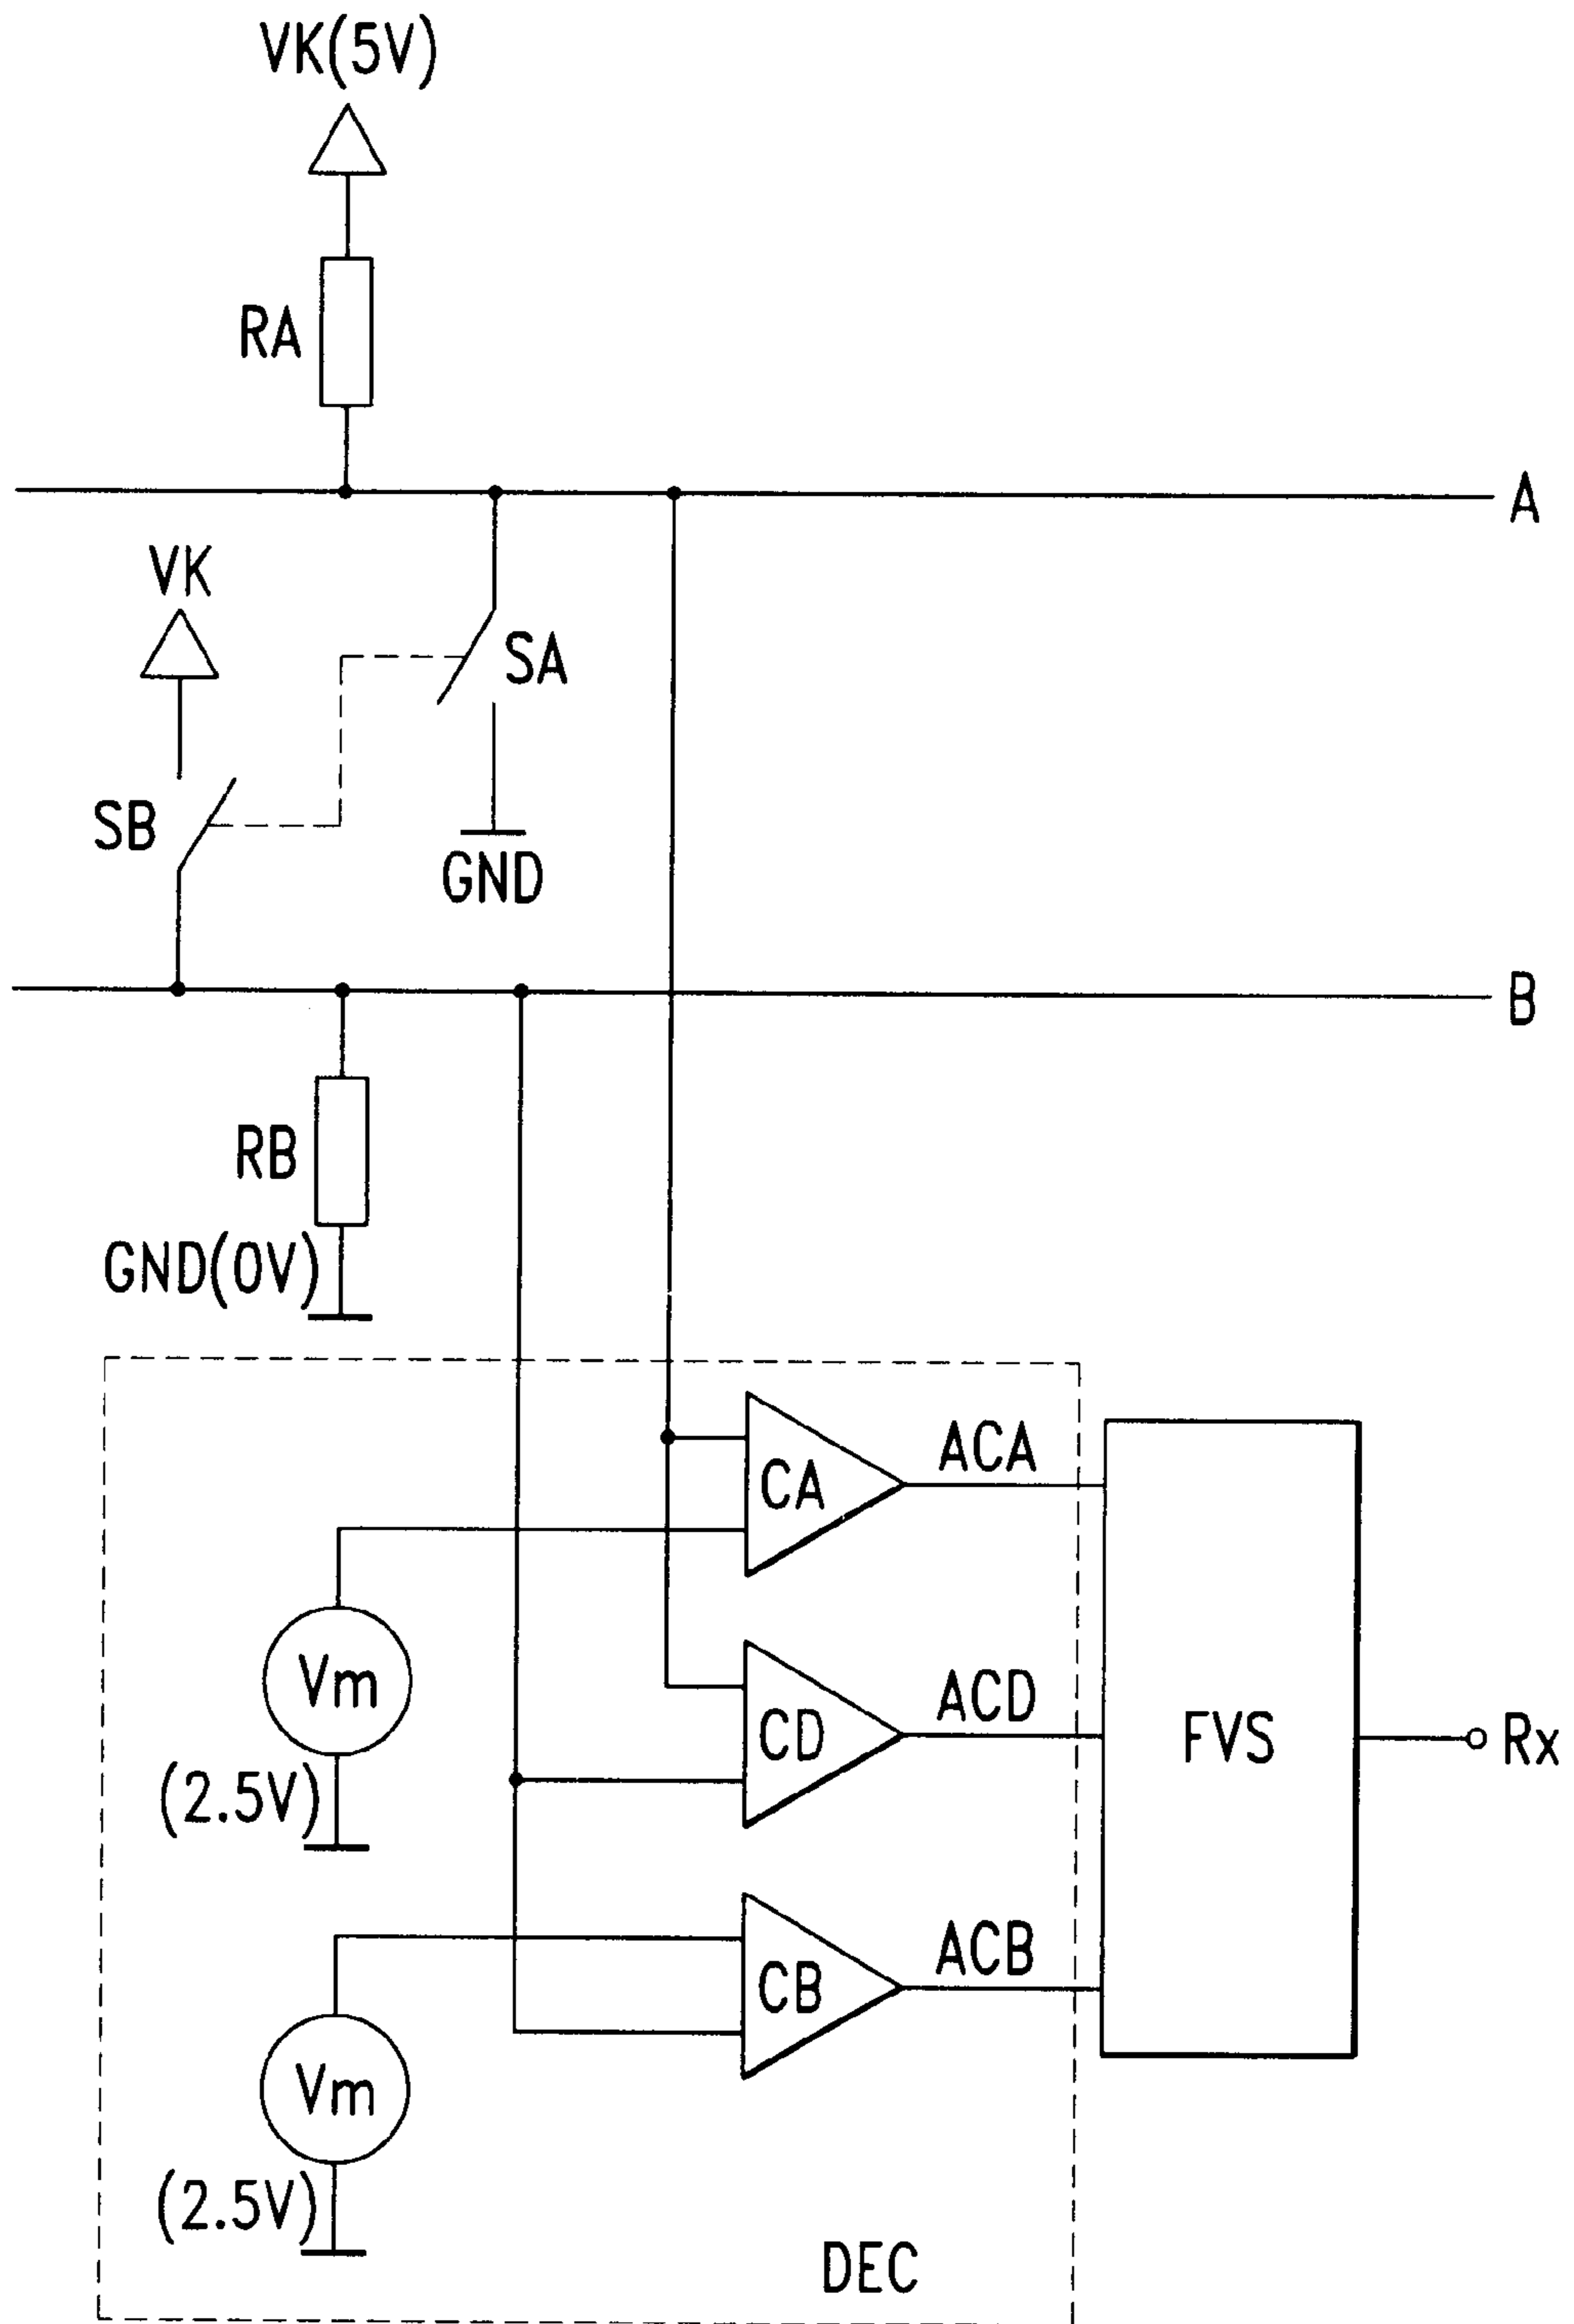 VK(5V)
RA
A
VK
SA
SB
GND
B
RB
GND(0V)
CA
ACA
Vm
(2.5V)
CD
ACD
FVS
Rx
CB
ACB
Vm
(2.5V)
DEC